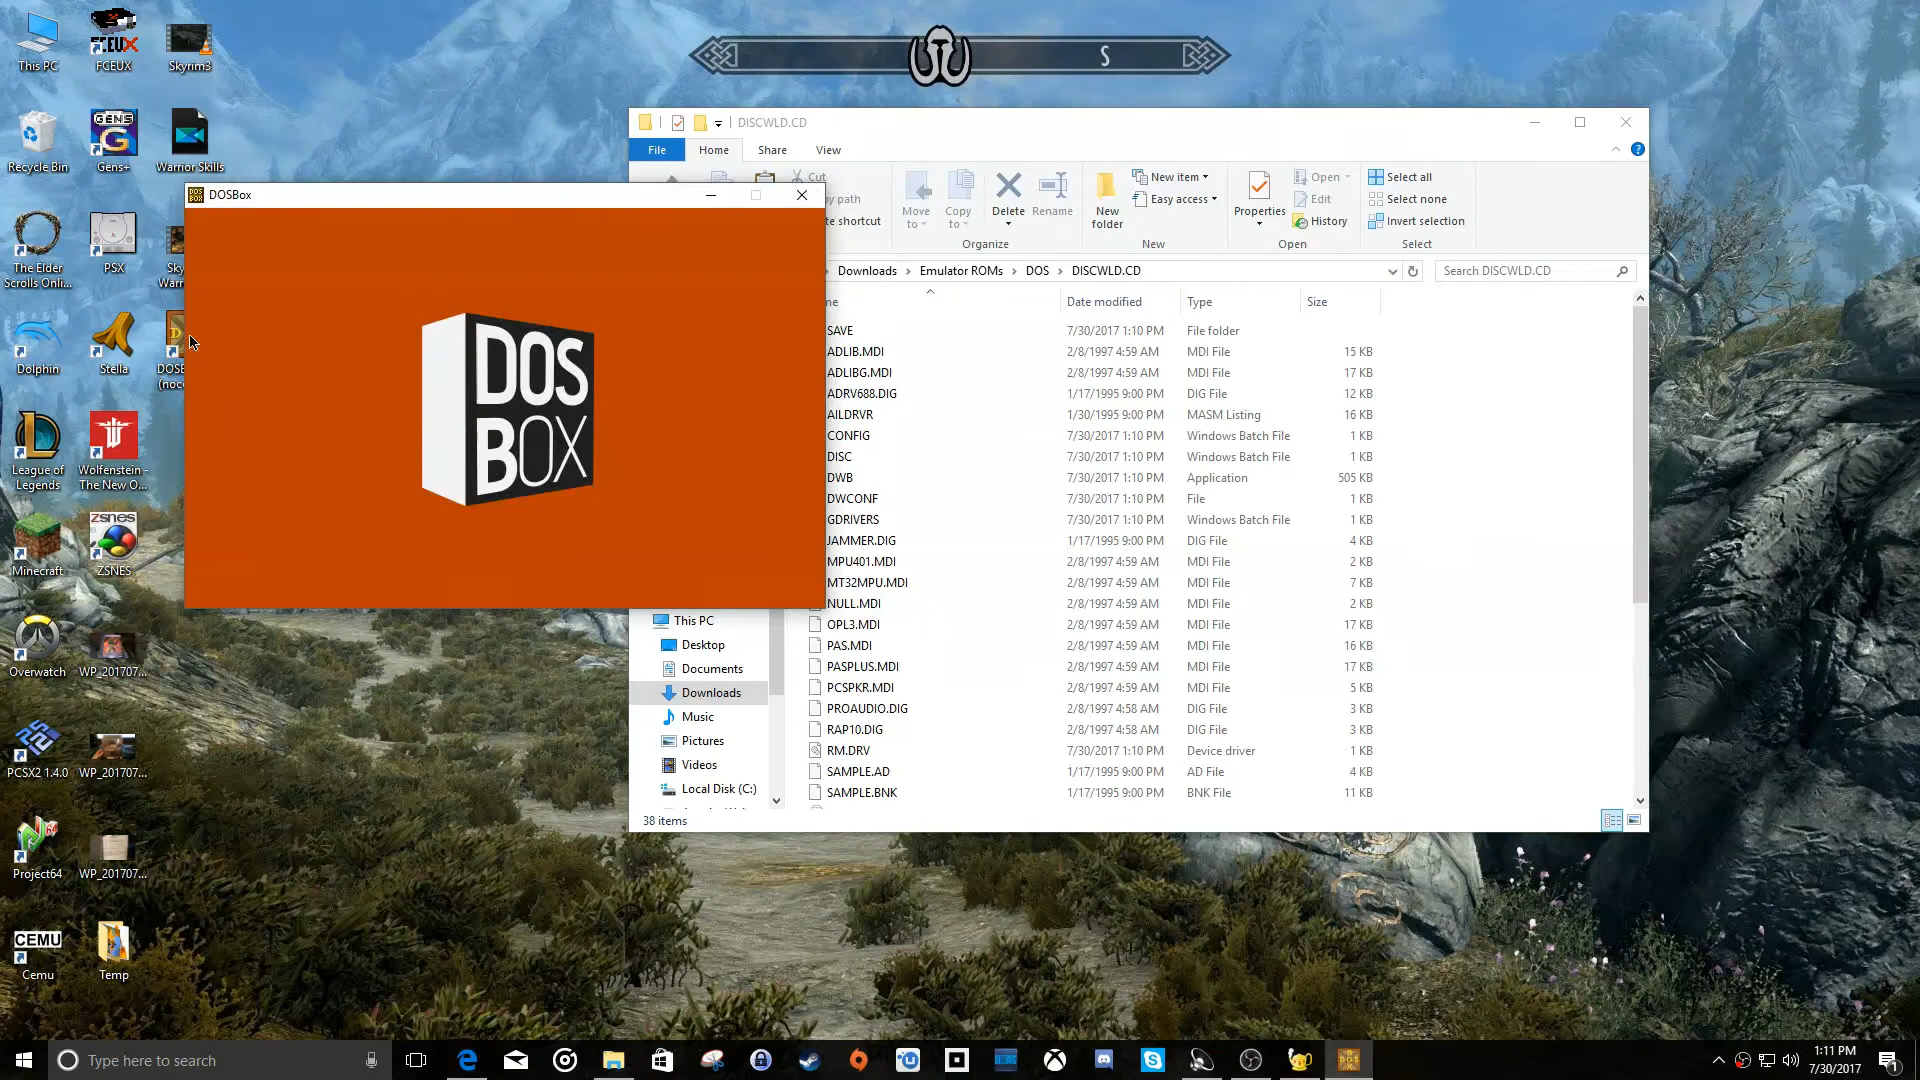 This PC
FCEUX
Skyrim3
S
DISCWLD.CD
File
Home
Share
View
Recycle Bin
GENS
Gens+
Warrior Skills
Cut
te shortcut
Move
to
Copy
to
Delete
Rename
New
folder
New item
Easy access
Properties
Open
Edit
History
Select all
Select none
Invert selection
Organize
New
Open
Select
DOSBox
DOS
BOX
The Elder
Scrolls Onli...
PSX
Downloads
Emulator ROMs
DOS
DISCWLD.CD
Search DISCWLD.CD
Date modified
Type
Size
SAVE 7/30/2017 1:10 PM File folder
ADLIB.MDI 2/8/1997 4:59 AM MDI File 15 KB
ADLIBG.MDI 2/8/1997 4:59 AM MDI File 17 KB
ADRV688.DIG 1/17/1995 9:00 PM DIG File 12 KB
AILDRVR 1/30/1995 9:00 PM MASM Listing 16 KB
CONFIG 7/30/2017 1:10 PM Windows Batch File 1 KB
DISC 7/30/2017 1:10 PM Windows Batch File 1 KB
DWB 7/30/2017 1:10 PM Application 505 KB
DWCONF 7/30/2017 1:10 PM File 1 KB
GDRIVERS 7/30/2017 1:10 PM Windows Batch File 1 KB
JAMMER.DIG 1/17/1995 9:00 PM DIG File 4 KB
MPU401.MDI 2/8/1997 4:59 AM MDI File 2 KB
MT32MPU.MDI 2/8/1997 4:59 AM MDI File 7 KB
NULL.MDI 2/8/1997 4:59 AM MDI File 2 KB
OPL3.MDI 2/8/1997 4:59 AM MDI File 17 KB
PAS.MDI 2/8/1997 4:59 AM MDI File 16 KB
PASPLUS.MDI 2/8/1997 4:59 AM MDI File 17 KB
PCSPKR.MDI 2/8/1997 4:59 AM MDI File 5 KB
PROAUDIO.DIG 2/8/1997 4:58 AM DIG File 3 KB
RAP10.DIG 2/8/1997 4:58 AM DIG File 3 KB
RM.DRV 7/30/2017 1:10 PM Device driver 1 KB
SAMPLE.AD 1/17/1995 9:00 PM AD File 4 KB
SAMPLE.BNK 1/17/1995 9:00 PM BNK File 11 KB
This PC
Desktop
Documents
Downloads
Music
Pictures
Videos
Local Disk (C:)
38 items
Dolphin
Stella
League of
Legends
Wolfenstein -
The New O...
Minecraft
ZSNES
ZSNES
Overwatch
WP_201707...
PCSX2 1.4.0
WP_201707...
Project64
WP_201707...
CEMU
Cemu
Temp
Type here to search
1:11 PM
7/30/2017
1